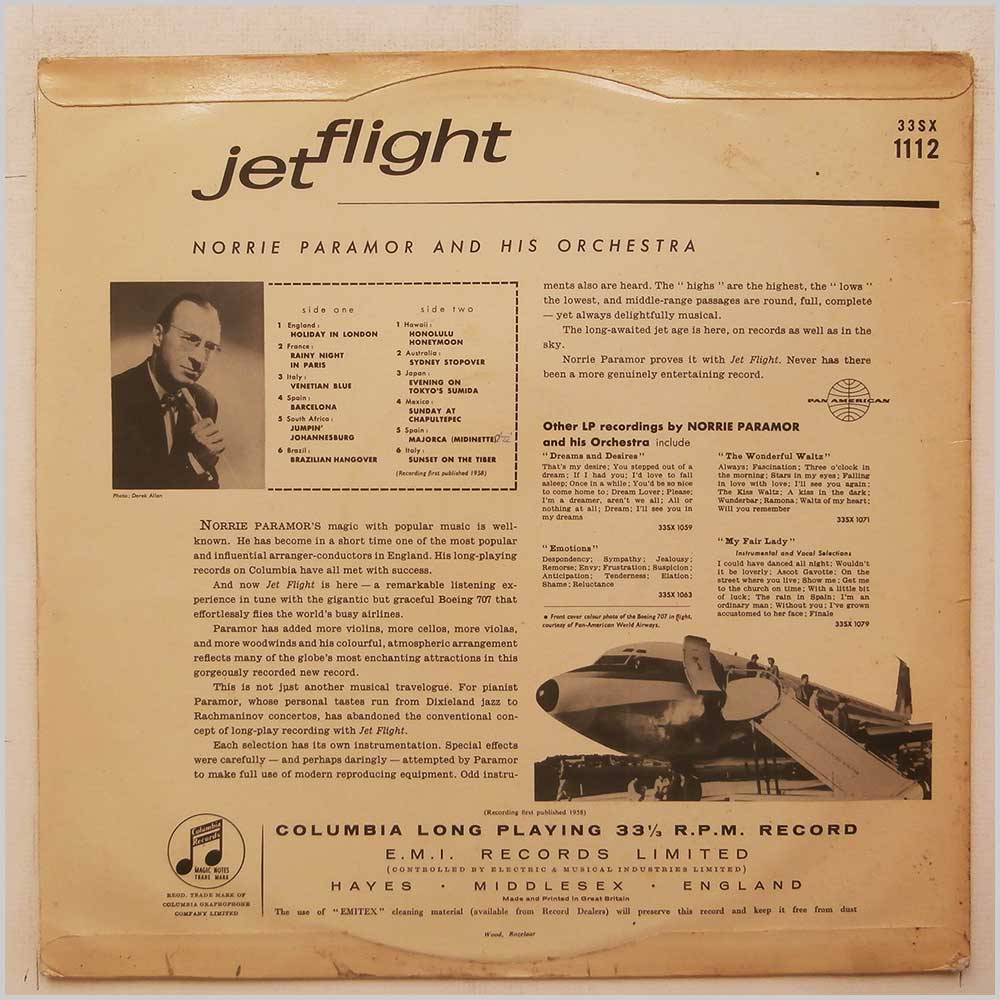 jet flight
33SX
1112
NORRIE PARAMOR AND HIS ORCHESTRA
side one
1 England:
HOLIDAY IN LONDON
2 France:
RAINY NIGHT
IN PARIS
3 Italy:
VENETIAN BLUE
4 Spain:
BARCELONA
5 South Africa:
JUMPIN'
JOHANNESBURG
6 Brazil:
BRAZILIAN HANGOVER
side two
1 Hawaii:
HONOLULU
HONEYMOON
2 Australia:
SYDNEY STOPOVER
3 Japan:
EVENING ON
TOKYO'S SUMIDA
4 Mexico:
SUNDAY AT
CHAPULTEPEC
5 Spain:
MAJORCA (MIDINETTE)
6 Italy:
SUNSET ON THE TIBER
(Recording first published 1958)
Photo: Derek Allen
NORRIE PARAMOR'S magic with popular music is well-
known. He has become in a short time one of the most popular
and influential arranger-conductors in England. His long-playing
records on Columbia have all met with success.
And now Jet Flight is here — a remarkable listening ex-
perience in tune with the gigantic but graceful Boeing 707 that
effortlessly flies the world's busy airlines.
Paramor has added more violins, more cellos, more violas,
and more woodwinds and his colourful, atmospheric arrangement
reflects many of the globe's most enchanting attractions in this
gorgeously recorded new record.
This is not just another musical travelogue. For pianist
Paramor, whose personal tastes run from Dixieland jazz to
Rachmaninov concertos, has abandoned the conventional con-
cept of long-play recording with Jet Flight.
Each selection has its own instrumentation. Special effects
were carefully — and perhaps daringly — attempted by Paramor
to make full use of modern reproducing equipment. Odd instru-
ments also are heard. The " highs " are the highest, the " lows "
the lowest, and middle-range passages are round, full, complete
— yet always delightfully musical.
The long-awaited jet age is here, on records as well as in the
sky.
Norrie Paramor proves it with Jet Flight. Never has there
been a more genuinely entertaining record.
PAN AMERICAN
Other LP recordings by NORRIE PARAMOR
and his Orchestra include
"Dreams and Desires"
That's my desire; You stepped out of a
dream; If I had you; I'd love to fall
asleep; Once in a while; You'd be so nice
to come home to; Dream Lover; Please;
I'm a dreamer, aren't we all; All or
nothing at all; Dream; I'll see you in
my dreams
33SX 1059
"Emotions"
Despondency; Sympathy; Jealousy;
Remorse; Envy; Frustration; Suspicion;
Anticipation; Tenderness; Elation;
Shame; Reluctance
33SX 1063
● Front cover colour photo of the Boeing 707 in flight,
courtesy of Pan-American World Airways.
"The Wonderful Waltz"
Always; Fascination; Three o'clock in
the morning; Stars in my eyes; Falling
in love with love; I'll see you again;
The Kiss Waltz; A kiss in the dark;
Wunderbar; Ramona; Waltz of my heart;
Will you remember
33SX 1071
"My Fair Lady"
Instrumental and Vocal Selections
I could have danced all night; Wouldn't
it be loverly; Ascot Gavotte; On the
street where you live; Show me; Get me
to the church on time; With a little bit
of luck; The rain in Spain; I'm an
ordinary man; Without you; I've grown
accustomed to her face; Finale
33SX 1079
(Recording first published 1958)
COLUMBIA LONG PLAYING 33⅓ R.P.M. RECORD
E.M.I. RECORDS LIMITED
(CONTROLLED BY ELECTRIC & MUSICAL INDUSTRIES LIMITED)
HAYES · MIDDLESEX · ENGLAND
Made and Printed in Great Britain
The use of "EMITEX" cleaning material (available from Record Dealers) will preserve this record and keep it free from dust
Columbia
Records
MAGIC NOTES
TRADE MARK
REGD. TRADE MARK OF
COLUMBIA GRAPHOPHONE
COMPANY LIMITED